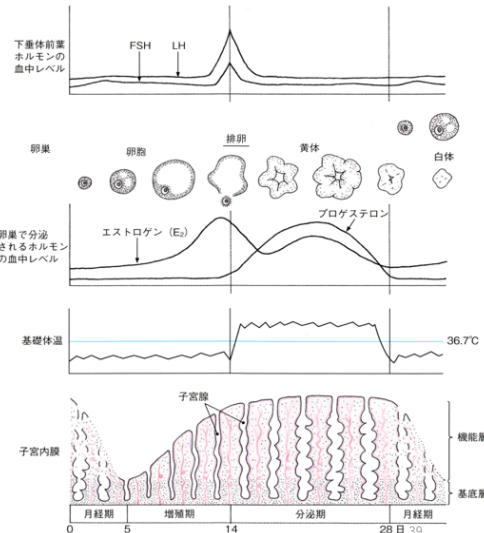 下垂体前葉
ホルモンの
血中レベル
FSH
LH
卵巣
卵胞
排卵
黄体
白体
卵巣で分泌
されるホルモン
の血中レベル
エストロゲン（E₂）
プロゲステロン
基礎体温
36.7℃
子宮内膜
子宮腺
機能層
基底層
月経期 増殖期 分泌期 月経期
0 5 14 28日 39